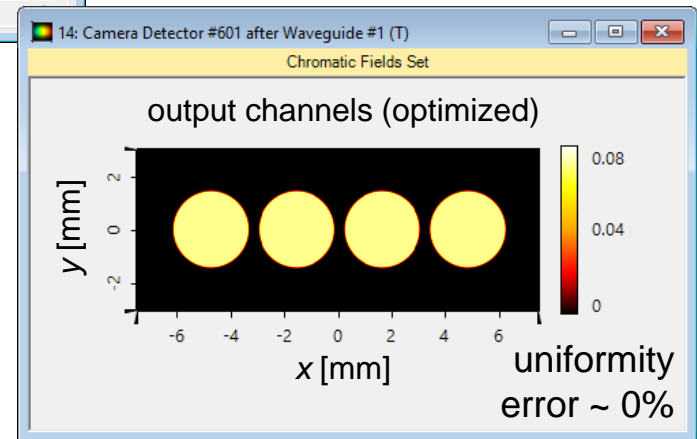 14: Camera Detector #601 after Waveguide #1 (T)
Chromatic Fields Set
output channels (optimized)
y [mm]
2
0
-2
-6 -4 -2 0 2 4 6
x [mm]
0.08
0.04
0
uniformity
error ~ 0%